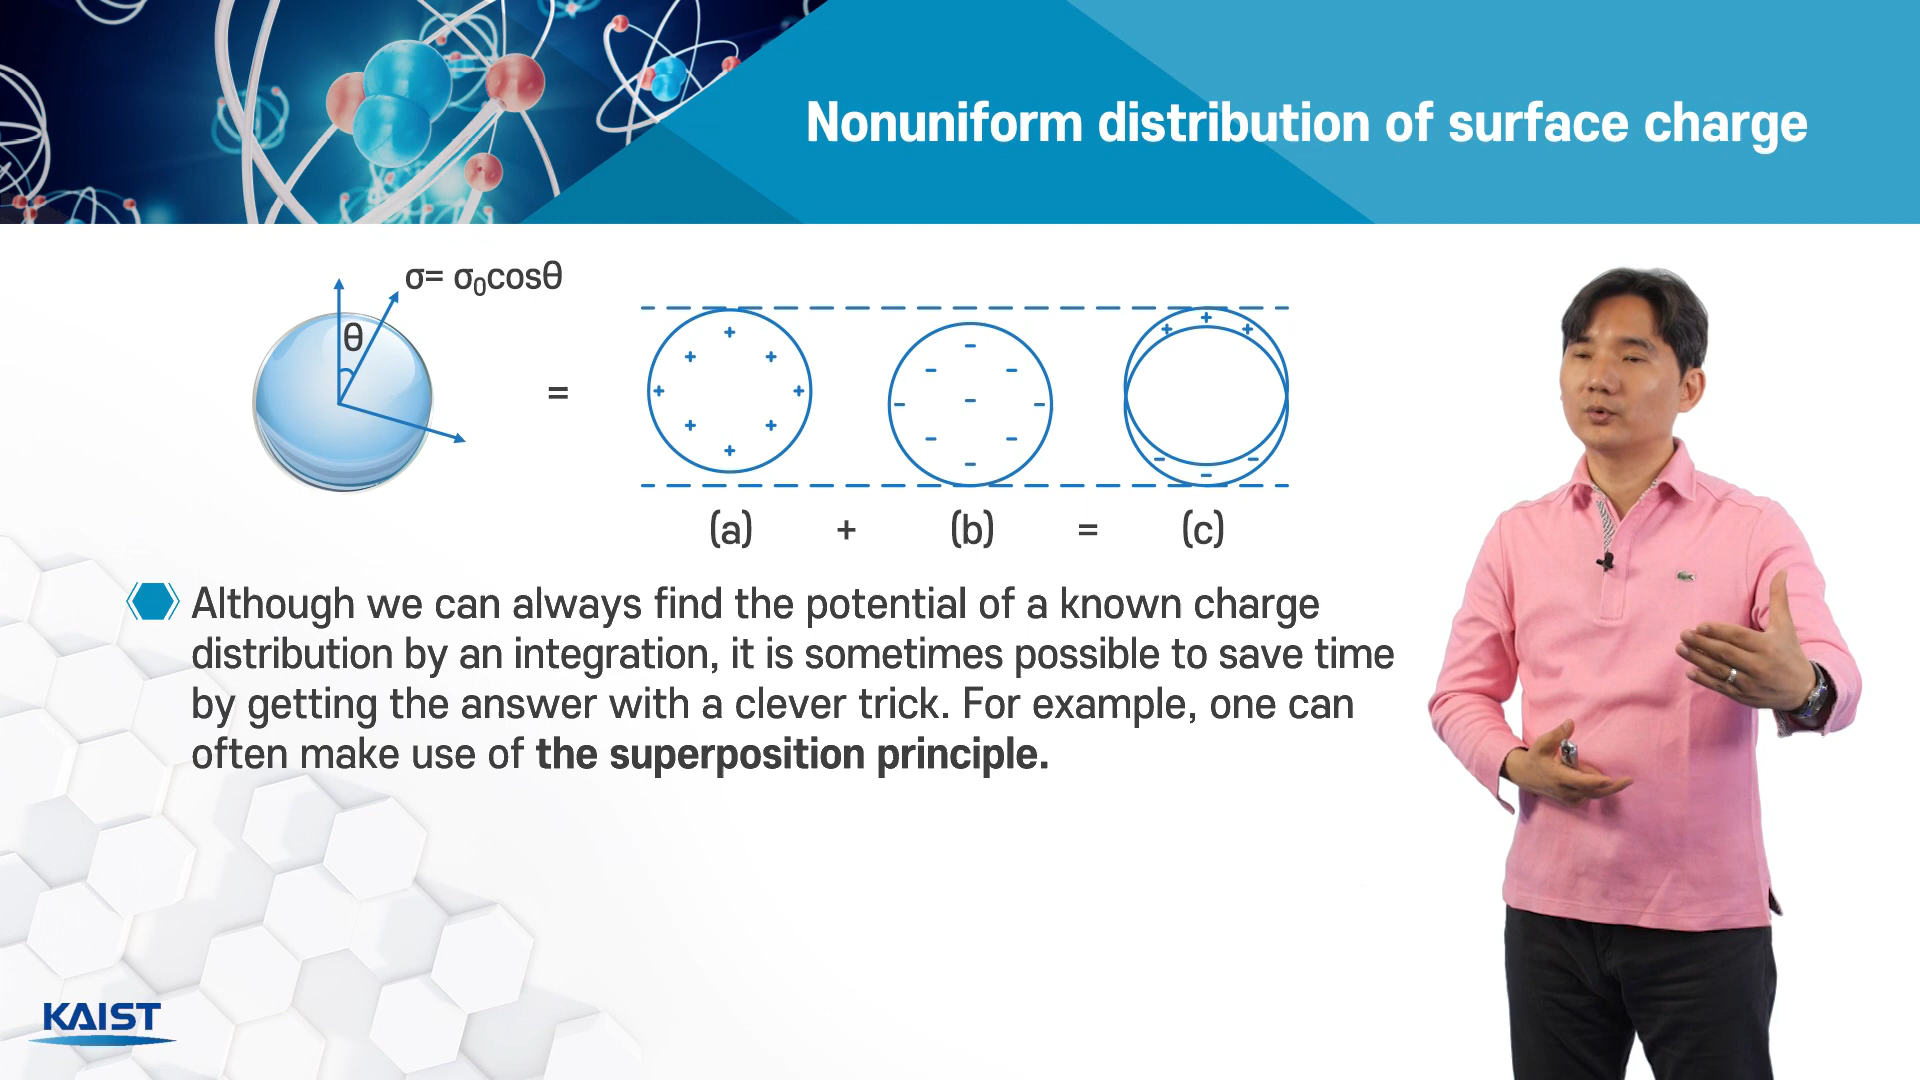 Nonuniform distribution of surface charge
σ= σ₀cosθ
θ
=
(a) + (b) = (c)
Although we can always find the potential of a known charge
distribution by an integration, it is sometimes possible to save time
by getting the answer with a clever trick. For example, one can
often make use of the superposition principle.
KAIST